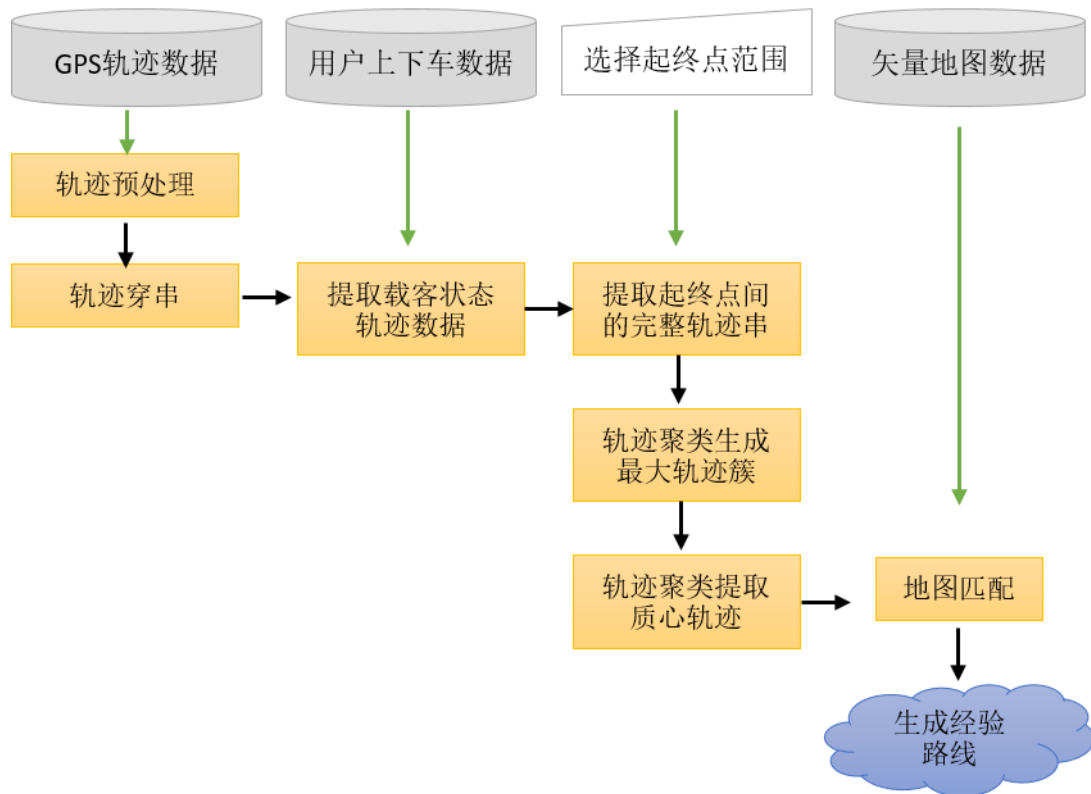 GPS轨迹数据
用户上下车数据
选择起终点范围
矢量地图数据
轨迹预处理
轨迹穿串
提取载客状态
轨迹数据
提取起终点间
的完整轨迹串
轨迹聚类生成
最大轨迹簇
轨迹聚类提取
质心轨迹
地图匹配
生成经验
路线